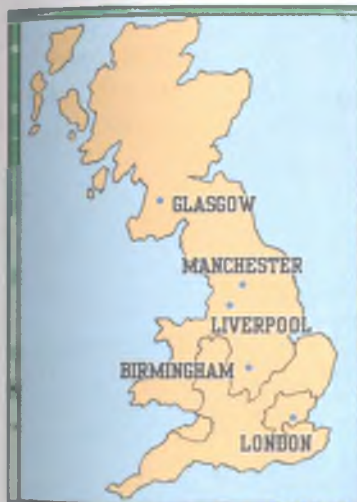 GLASGOW
MANCHESTER
LIVERPOOL
BIRMINGHAM
LONDON